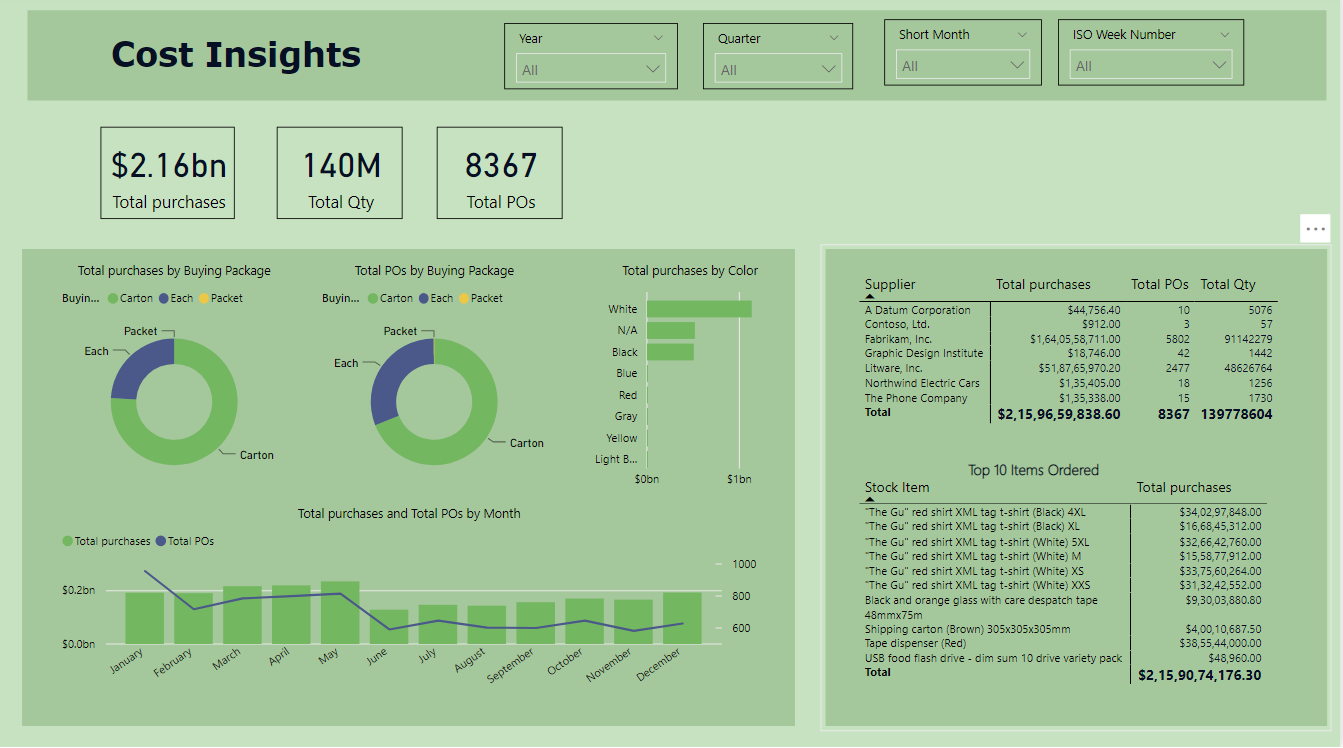 Cost Insights
Year
All
Quarter
All
Short Month
All
ISO Week Number
All
$2.16bn
Total purchases
140M
Total Qty
8367
Total POs
Total purchases by Buying Package
Buyin... Carton Each Packet
Packet
Each
Carton
Total POs by Buying Package
Buyin... Carton Each Packet
Packet
Each
Carton
Total purchases by Color
White
N/A
Black
Blue
Red
Gray
Yellow
Light B...
$0bn $1bn
Total purchases and Total POs by Month
Total purchases Total POs
$0.2bn
$0.0bn
1000
800
600
January February March April May June July August September October November December
Supplier Total purchases Total POs Total Qty
A Datum Corporation $44,756.40 10 5076
Contoso, Ltd. $912.00 3 57
Fabrikam, Inc. $1,64,05,58,711.00 5802 91142279
Graphic Design Institute $18,746.00 42 1442
Litware, Inc. $51,87,65,970.20 2477 48626764
Northwind Electric Cars $1,35,405.00 18 1256
The Phone Company $1,35,338.00 15 1730
Total $2,15,96,59,838.60 8367 139778604
Top 10 Items Ordered
Stock Item Total purchases
"The Gu" red shirt XML tag t-shirt (Black) 4XL $34,02,97,848.00
"The Gu" red shirt XML tag t-shirt (Black) XL $16,68,45,312.00
"The Gu" red shirt XML tag t-shirt (White) 5XL $32,66,42,760.00
"The Gu" red shirt XML tag t-shirt (White) M $15,58,77,912.00
"The Gu" red shirt XML tag t-shirt (White) XS $33,75,60,264.00
"The Gu" red shirt XML tag t-shirt (White) XXS $31,32,42,552.00
Black and orange glass with care despatch tape $9,30,03,880.80
48mmx75m
Shipping carton (Brown) 305x305x305mm $4,00,10,687.50
Tape dispenser (Red) $38,55,44,000.00
USB food flash drive - dim sum 10 drive variety pack $48,960.00
Total $2,15,90,74,176.30